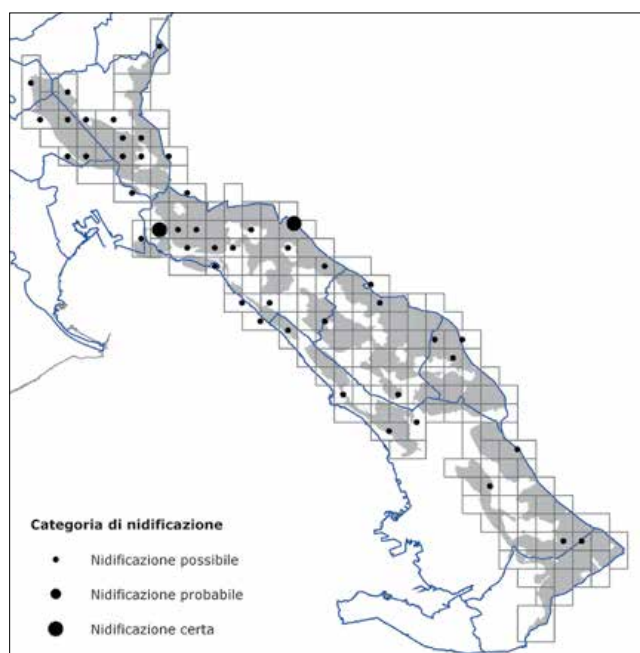 Categoria di nidificazione
Nidificazione possibile
Nidificazione probabile
Nidificazione certa